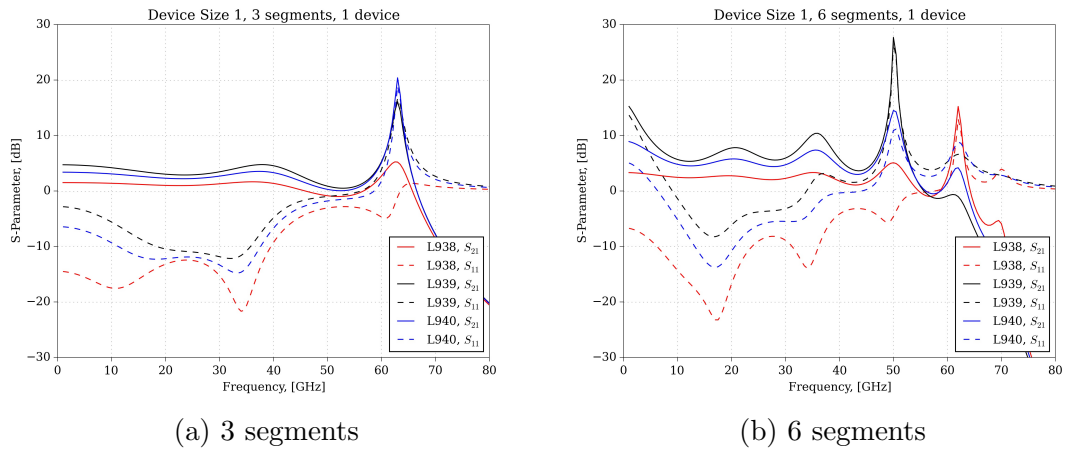 Device Size 1, 3 segments, 1 device
30
20
10
0
−10
−20
−30
S-Parameter, [dB]
0 10 20 30 40 50 60 70 80
Frequency, [GHz]
L938, S21
L938, S11
L939, S21
L939, S11
L940, S21
L940, S11
(a) 3 segments
Device Size 1, 6 segments, 1 device
30
20
10
0
−10
−20
−30
S-Parameter, [dB]
0 10 20 30 40 50 60 70 80
Frequency, [GHz]
L938, S21
L938, S11
L939, S21
L939, S11
L940, S21
L940, S11
(b) 6 segments